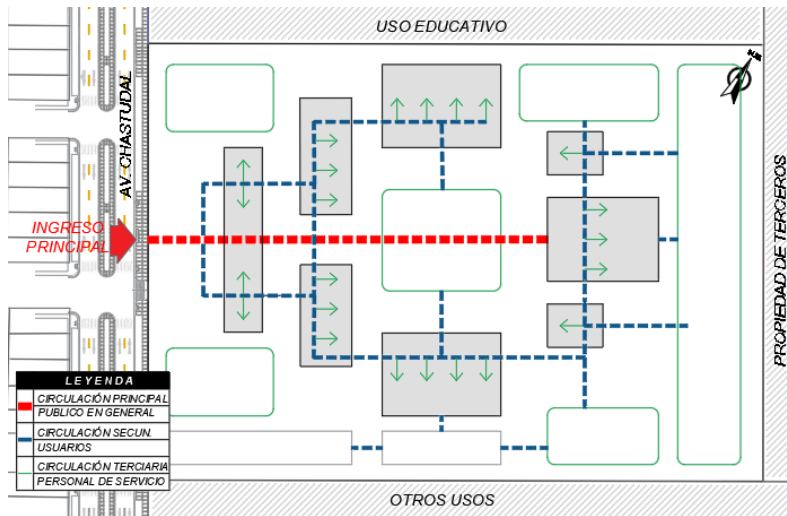 USO EDUCATIVO
AV. CHASTUDAL
INGRESO
PRINCIPAL
PROPIEDAD DE TERCEROS
LEYENDA
CIRCULACIÓN PRINCIPAL
PUBLICO EN GENERAL
CIRCULACIÓN SECUN.
USUARIOS
CIRCULACIÓN TERCIARIA
PERSONAL DE SERVICIO
OTROS USOS